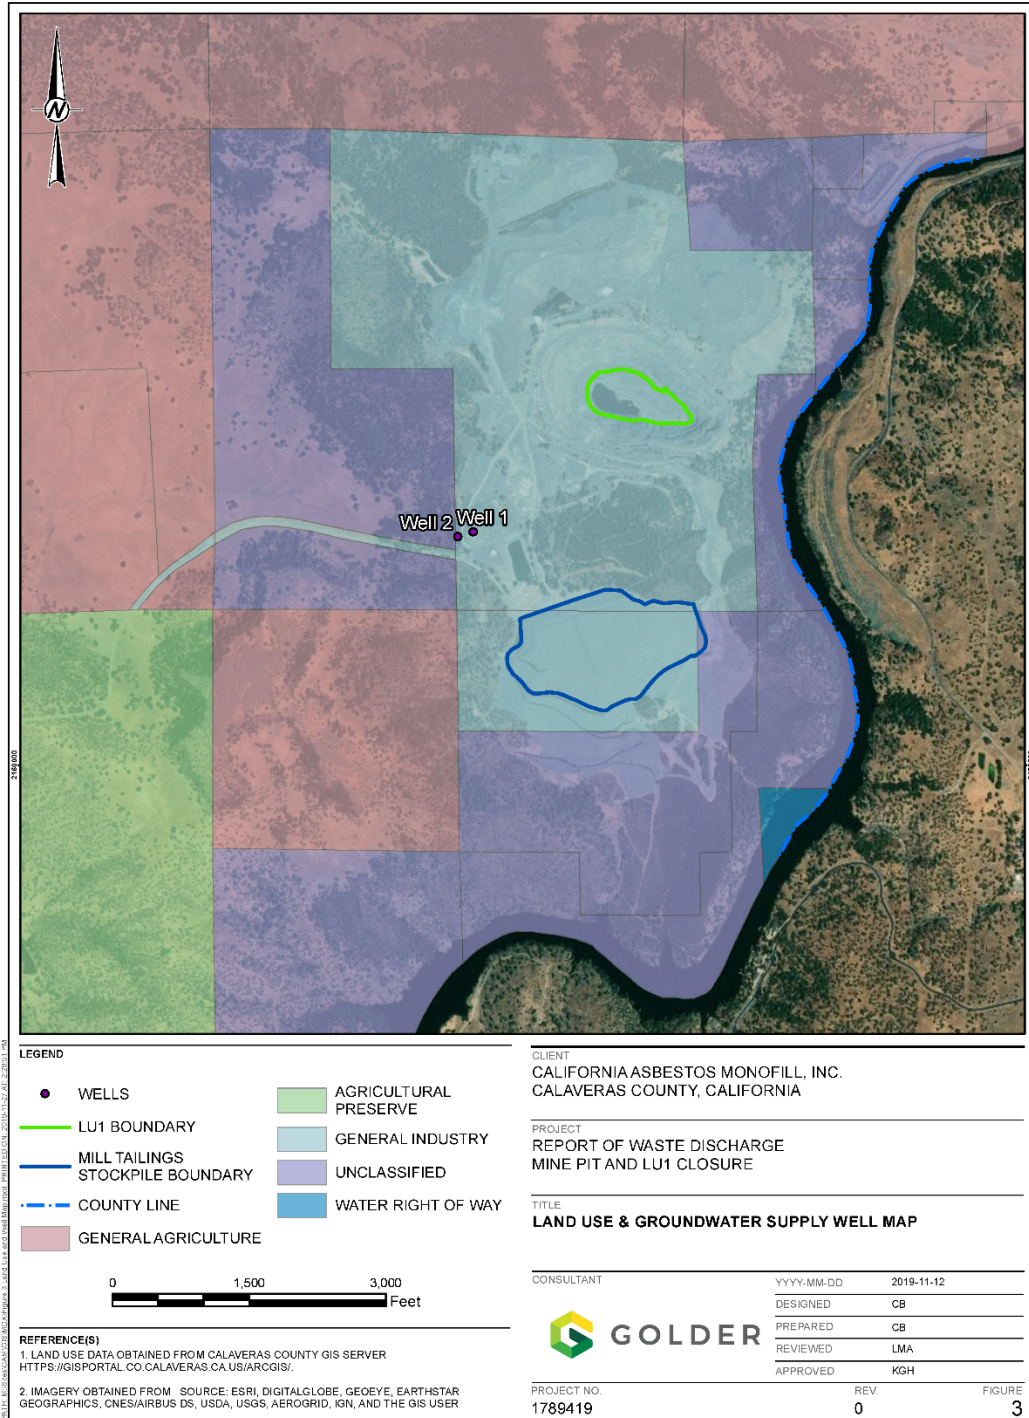 N
Well 2 Well 1
2160000
LEGEND
WELLS
LU1 BOUNDARY
MILL TAILINGS
STOCKPILE BOUNDARY
COUNTY LINE
GENERAL AGRICULTURE
AGRICULTURAL
PRESERVE
GENERAL INDUSTRY
UNCLASSIFIED
WATER RIGHT OF WAY
0 1,500 3,000
Feet
REFERENCE(S)
1. LAND USE DATA OBTAINED FROM CALAVERAS COUNTY GIS SERVER
HTTPS://GISPORTAL.CO.CALAVERAS.CA.US/ARCGIS/.
2. IMAGERY OBTAINED FROM SOURCE: ESRI, DIGITALGLOBE, GEOEYE, EARTHSTAR
GEOGRAPHICS, CNES/AIRBUS DS, USDA, USGS, AEROGRID, IGN, AND THE GIS USER
CLIENT
CALIFORNIA ASBESTOS MONOFILL, INC.
CALAVERAS COUNTY, CALIFORNIA
PROJECT
REPORT OF WASTE DISCHARGE
MINE PIT AND LU1 CLOSURE
TITLE
LAND USE & GROUNDWATER SUPPLY WELL MAP
CONSULTANT
GOLDER
YYYY-MM-DD 2019-11-12
DESIGNED CB
PREPARED CB
REVIEWED LMA
APPROVED KGH
PROJECT NO. REV. FIGURE
1789419 0 3